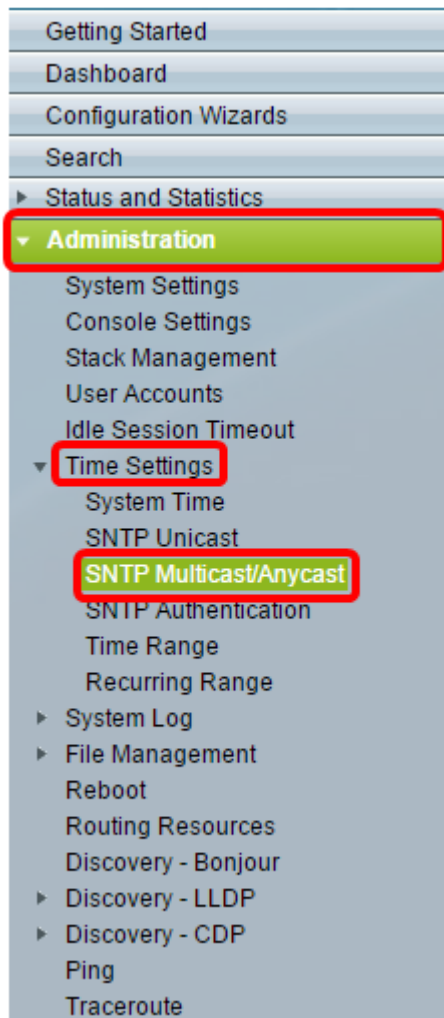 Getting Started
Dashboard
Configuration Wizards
Search
Status and Statistics
Administration
System Settings
Console Settings
Stack Management
User Accounts
Idle Session Timeout
Time Settings
System Time
SNTP Unicast
SNTP Multicast/Anycast
SNTP Authentication
Time Range
Recurring Range
System Log
File Management
Reboot
Routing Resources
Discovery - Bonjour
Discovery - LLDP
Discovery - CDP
Ping
Traceroute